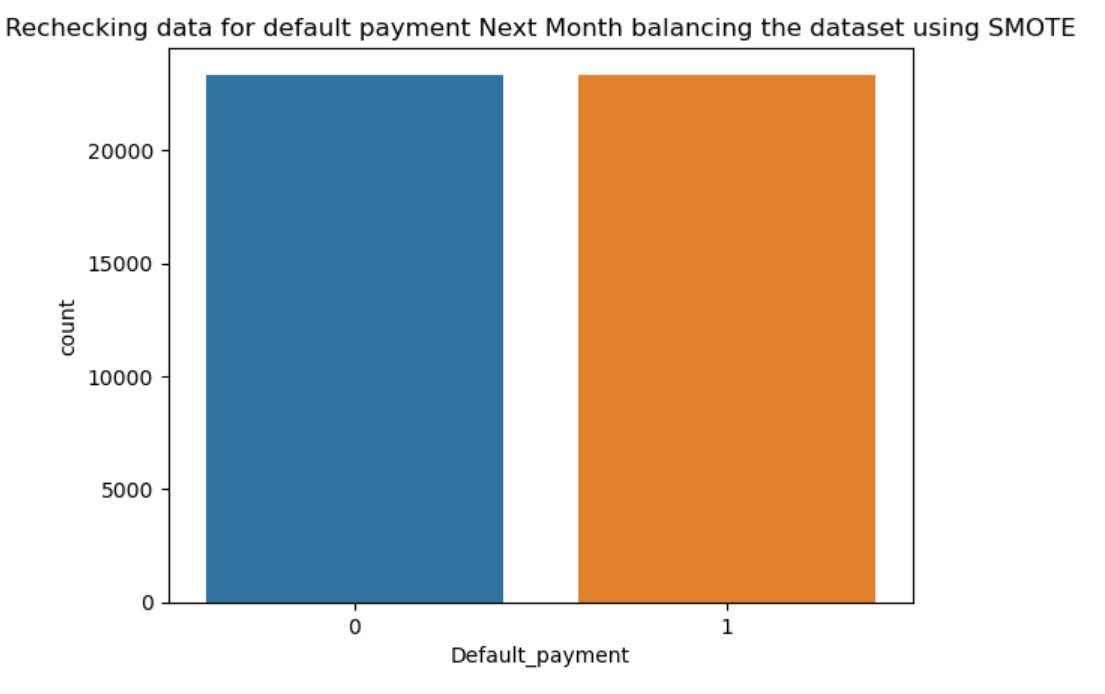 Rechecking data for default payment Next Month balancing the dataset using SMOTE
20000
15000
10000
5000
0
count
0 1
Default_payment